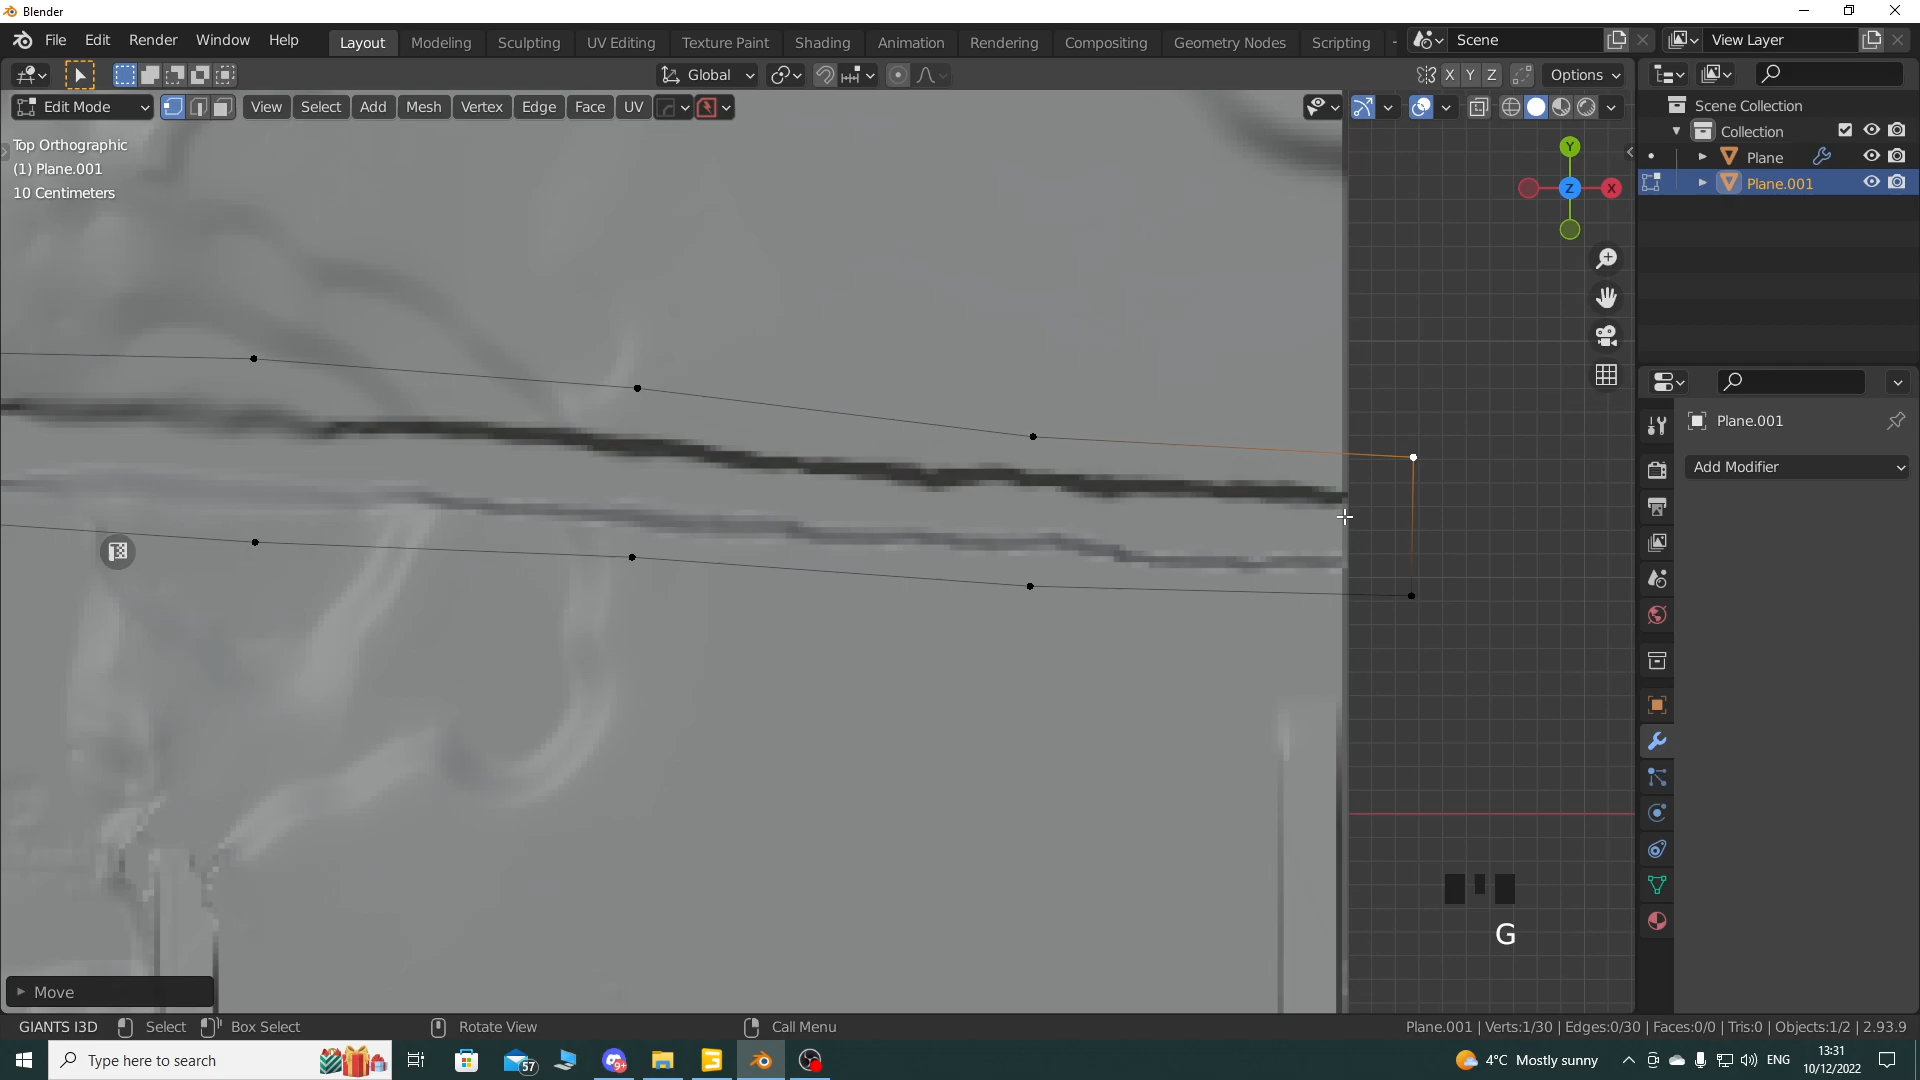 Blender
File Edit Render Window Help Layout Modeling Sculpting UV Editing Texture Paint Shading Animation Rendering Compositing Geometry Nodes Scripting Scene View Layer
Global X Y Z Options
Edit Mode View Select Add Mesh Vertex Edge Face UV
Scene Collection
Collection
Plane
Plane.001
Top Orthographic
(1) Plane.001
10 Centimeters
Y
Z X
Plane.001
Add Modifier
G
Move
GIANTS I3D Select Box Select Rotate View Call Menu Plane.001 | Verts:1/30 | Edges:0/30 | Faces:0/0 | Tris:0 | Objects:1/2 | 2.93.9
Type here to search 57 9+ 4°C Mostly sunny ENG 13:31
10/12/2022